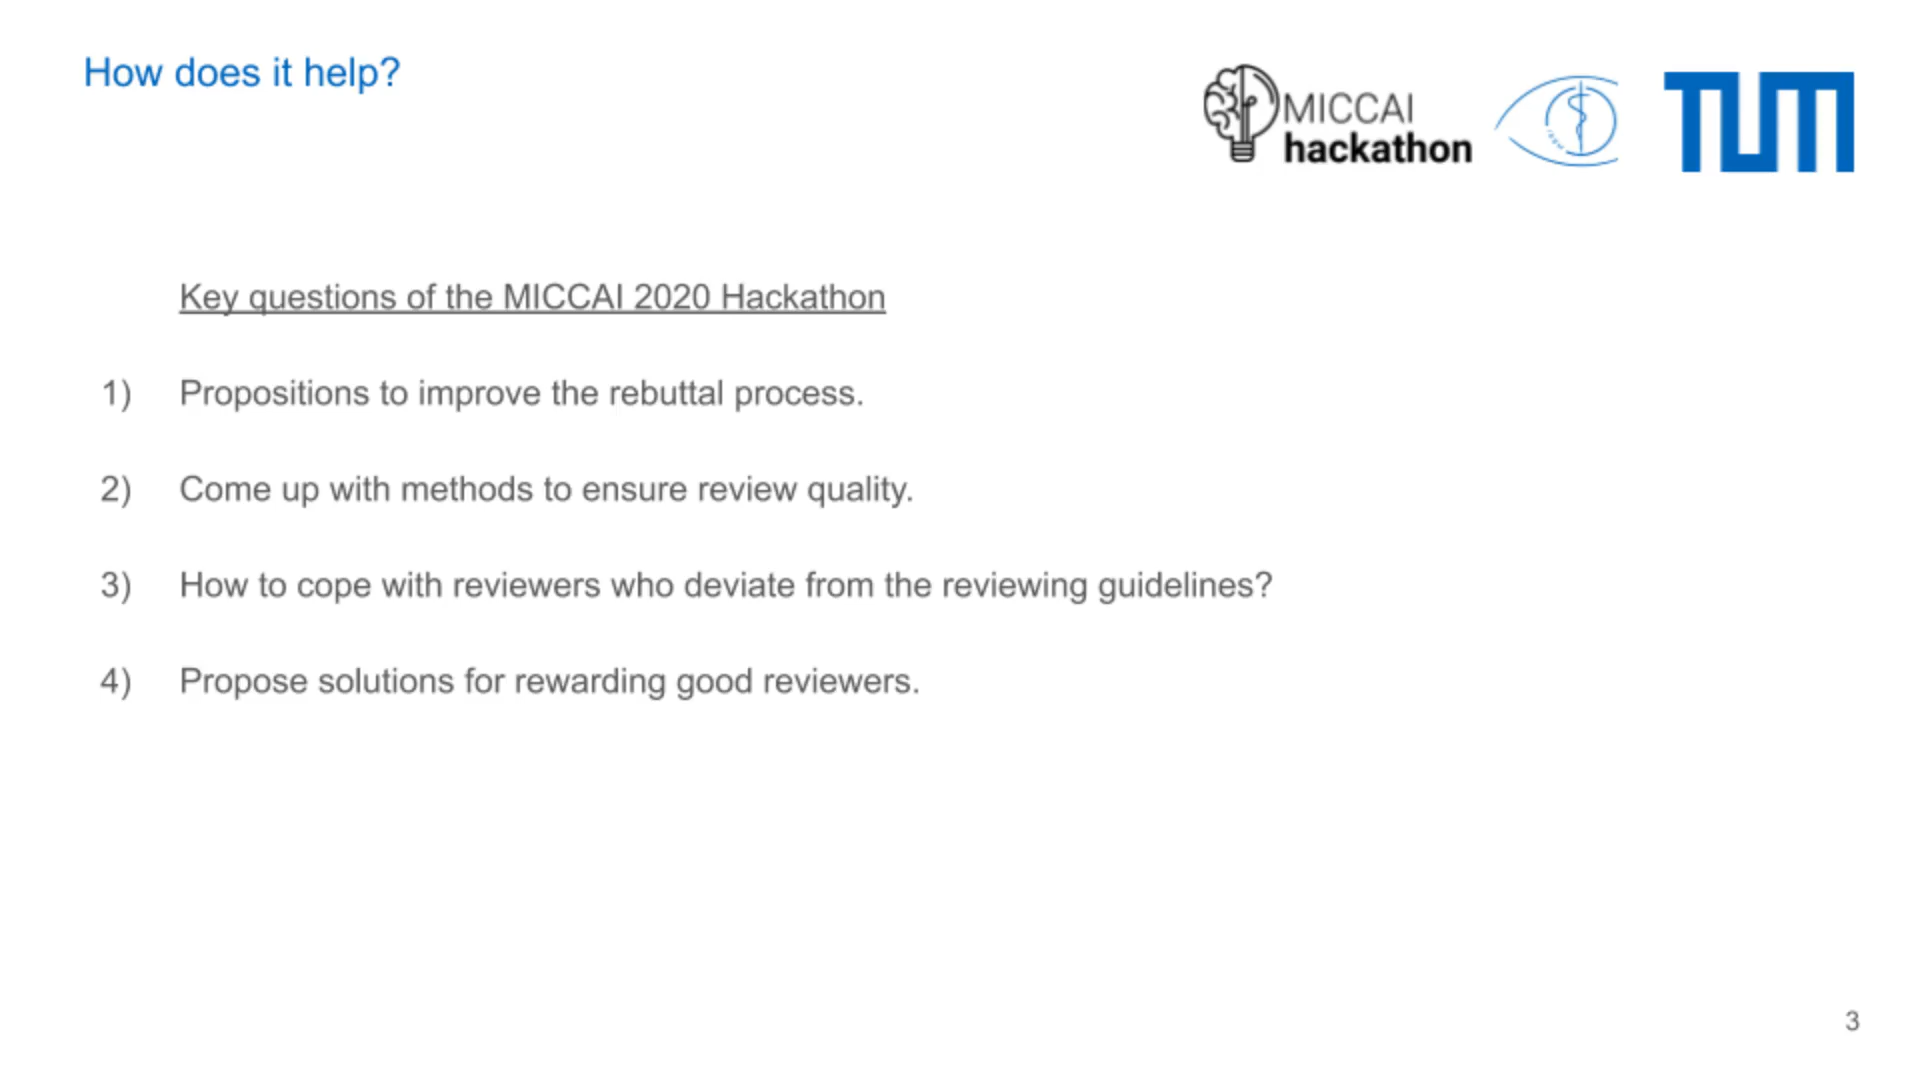 How does it help?
MICCAI
hackathon
TUM
Key questions of the MICCAI 2020 Hackathon
1) Propositions to improve the rebuttal process.
2) Come up with methods to ensure review quality.
3) How to cope with reviewers who deviate from the reviewing guidelines?
4) Propose solutions for rewarding good reviewers.
3